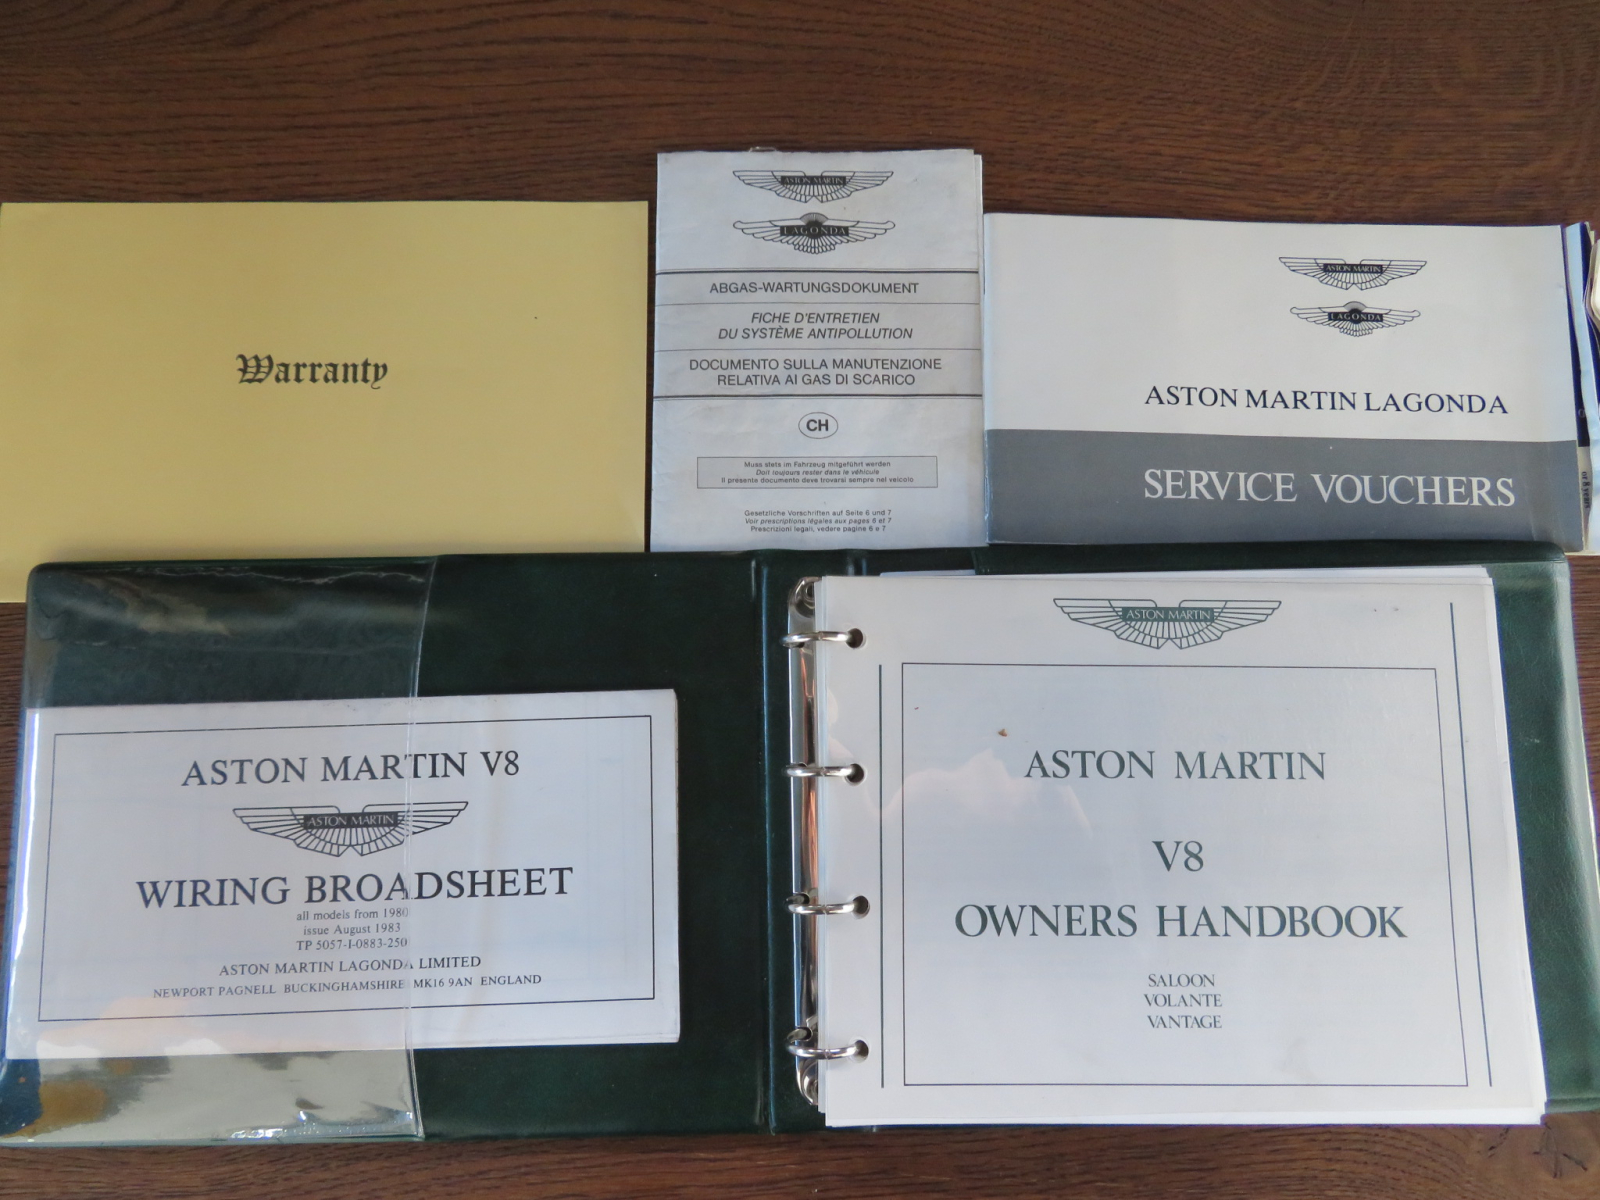 Warranty
ASTON MARTIN
LAGONDA
ABGAS-WARTUNGSDOKUMENT
FICHE D'ENTRETIEN
DU SYSTÈME ANTIPOLLUTION
DOCUMENTO SULLA MANUTENZIONE
RELATIVA AI GAS DI SCARICO
CH
Muss stets im Fahrzeug mitgeführt werden
Doit toujours rester dans le véhicule
Il présente documento deve trovarsi sempre nel veicolo
Gesetzliche Vorschriften auf Seite 6 und 7
Voir prescriptions légales aux pages 6 et 7
Prescrizioni legali, vedere pagine 6 e 7
ASTON MARTIN
LAGONDA
ASTON MARTIN LAGONDA
SERVICE VOUCHERS
ASTON MARTIN V8
ASTON MARTIN
WIRING BROADSHEET
all models from 1980
issue August 1983
TP 5057-1-0883-250
ASTON MARTIN LAGONDA LIMITED
NEWPORT PAGNELL BUCKINGHAMSHIRE MK16 9AN ENGLAND
ASTON MARTIN
ASTON MARTIN
V8
OWNERS HANDBOOK
SALOON
VOLANTE
VANTAGE